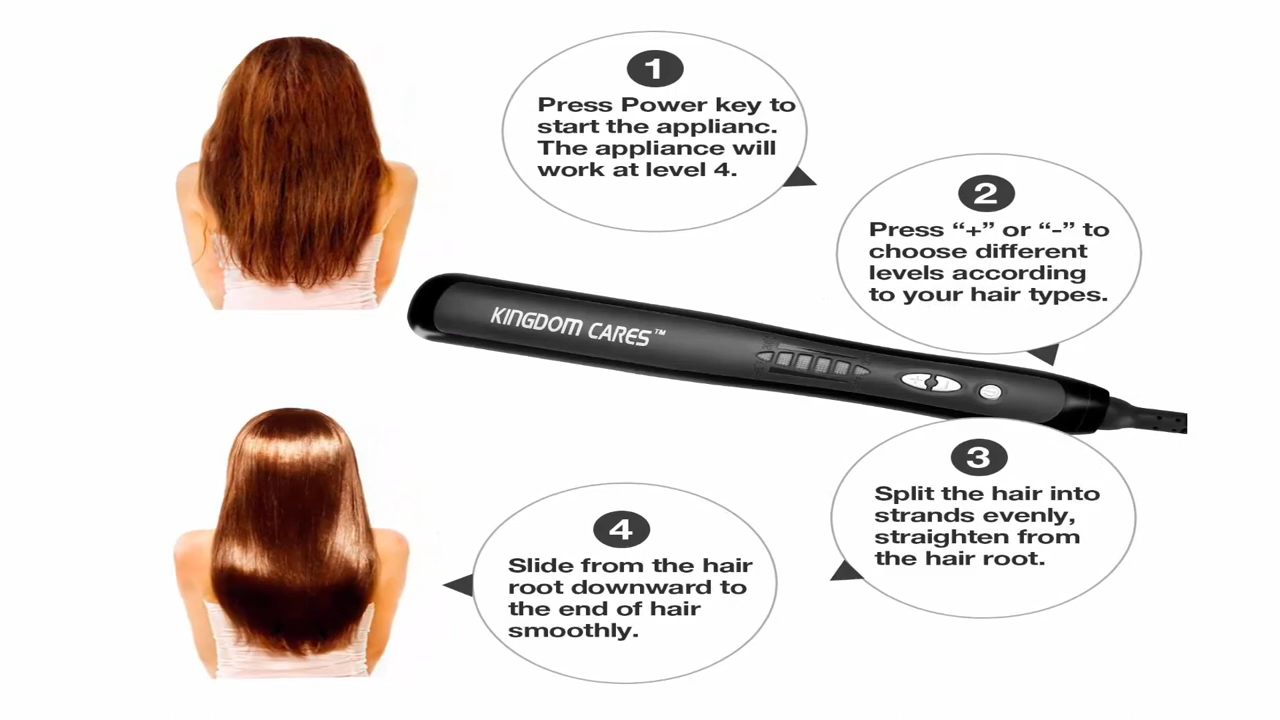 1
Press Power key to
start the applianc.
The appliance will
work at level 4.
2
Press “+” or “-” to
choose different
levels according
to your hair types.
KINGDOM CARES™
3
Split the hair into
strands evenly,
straighten from
the hair root.
4
Slide from the hair
root downward to
the end of hair
smoothly.